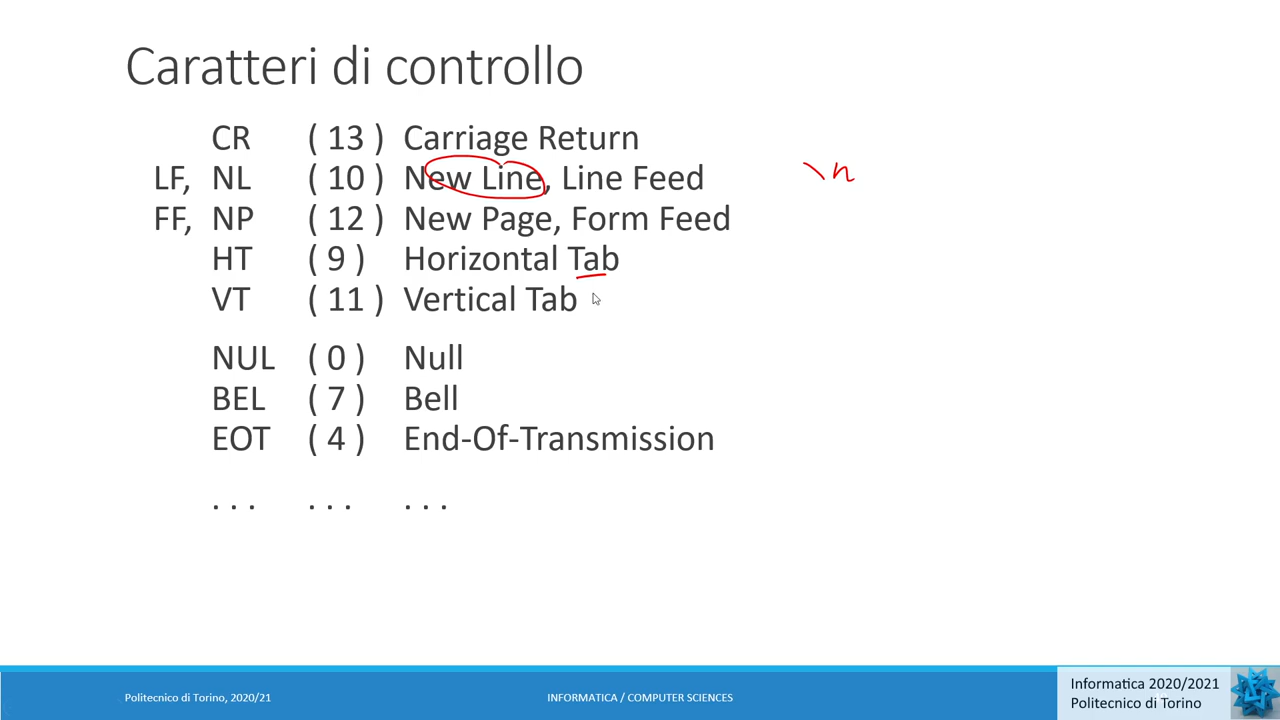 Caratteri di controllo
CR ( 13 ) Carriage Return
LF, NL ( 10 ) New Line, Line Feed \n
FF, NP ( 12 ) New Page, Form Feed
HT ( 9 ) Horizontal Tab
VT ( 11 ) Vertical Tab
NUL ( 0 ) Null
BEL ( 7 ) Bell
EOT ( 4 ) End-Of-Transmission
. . . . . . . . .
Politecnico di Torino, 2020/21 INFORMATICA / COMPUTER SCIENCES
Informatica 2020/2021
Politecnico di Torino